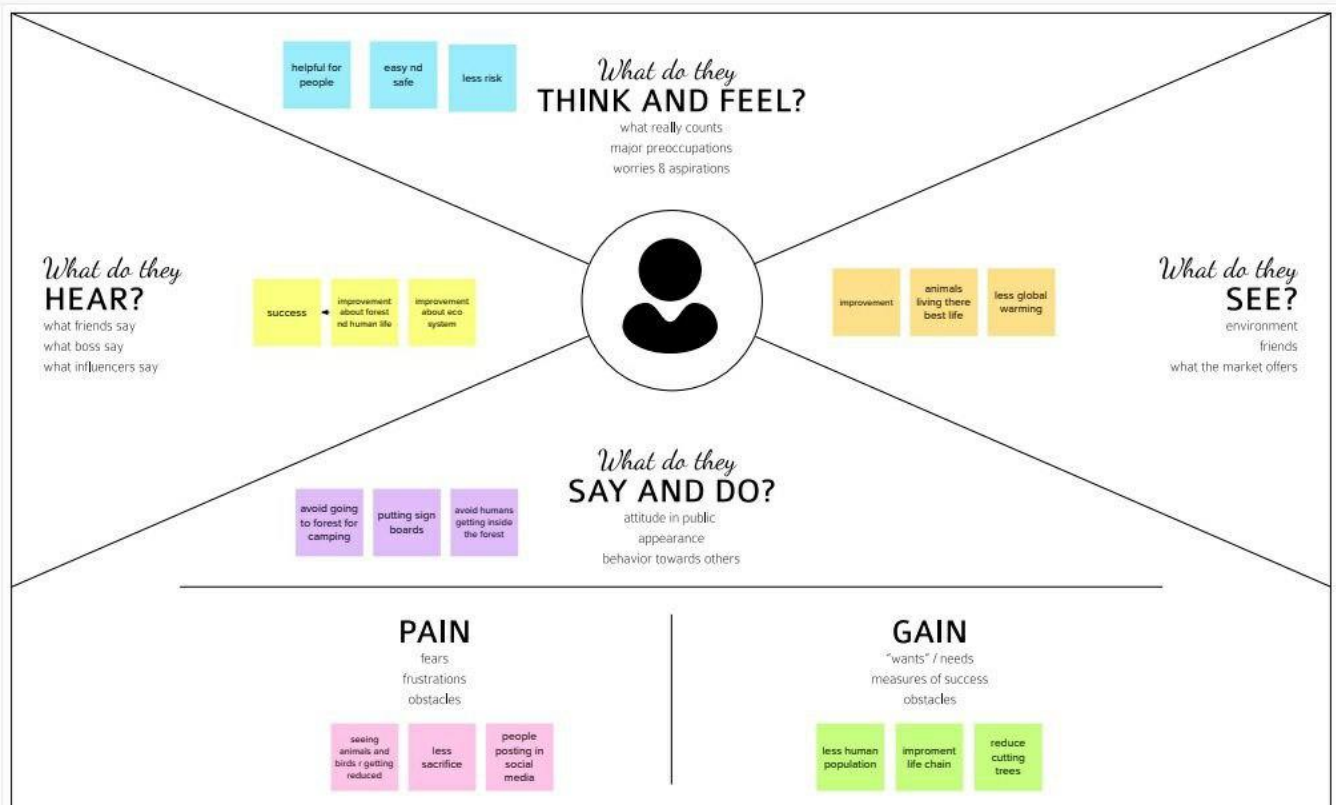 helpful for
people
easy nd
safe
less risk
What do they
THINK AND FEEL?
what really counts
major preoccupations
worries & aspirations
What do they
HEAR?
what friends say
what boss say
what influencers say
success
improvement
about forest
nd human life
improvement
about eco
system
improvement
animals
living there
best life
less global
warming
What do they
SEE?
environment
friends
what the market offers
What do they
SAY AND DO?
attitude in public
appearance
behavior towards others
avoid going
to forest for
camping
putting sign
boards
avoid humans
getting inside
the forest
PAIN
fears
frustrations
obstacles
seeing
animals and
birds r getting
reduced
less
sacrifice
people
posting in
social
media
GAIN
"wants" / needs
measures of success
obstacles
less human
population
improment
life chain
reduce
cutting
trees